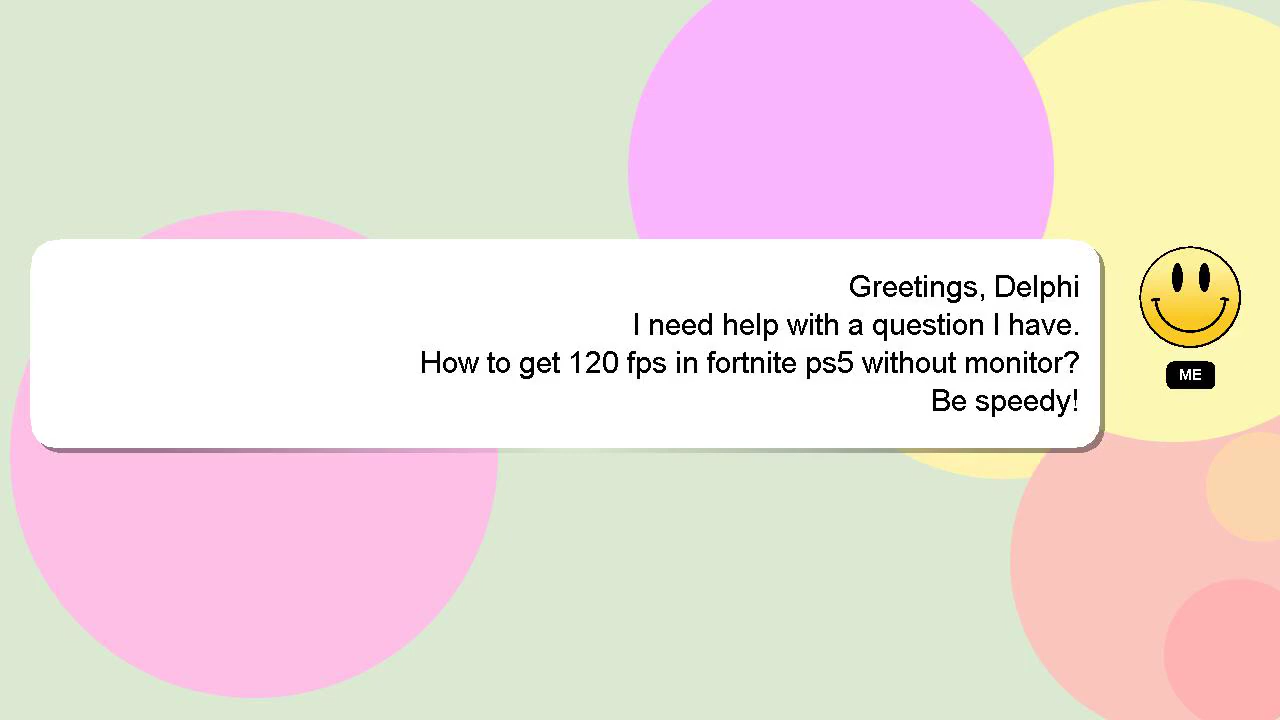 Greetings, Delphi
I need help with a question I have.
How to get 120 fps in fortnite ps5 without monitor?
Be speedy!
ME